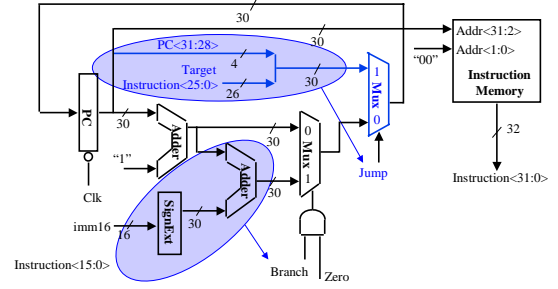 30
PC<31:28>
4
30
Addr<31:2>
Target
30
"00"
Addr<1:0>
Instruction<25:0>
26
1
Mux
0
Instruction
Memory
PC
30
Adder
30
0
Mux
1
32
"1"
Adder
Jump
Clk
30
Instruction<31:0>
imm16
16
SignExt
30
Instruction<15:0>
Branch
Zero